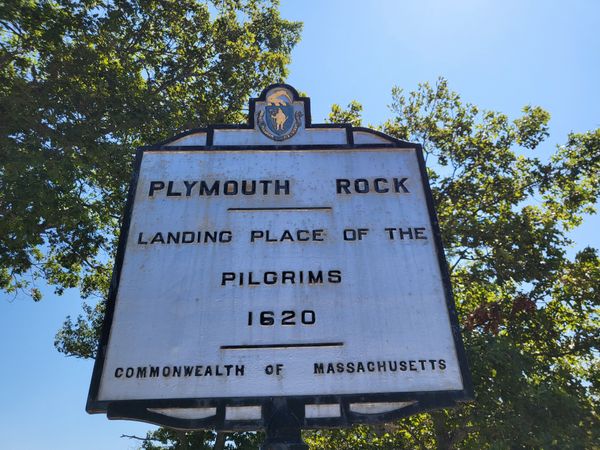 PLYMOUTH ROCK
LANDING PLACE OF THE
PILGRIMS
1620
COMMONWEALTH OF MASSACHUSETTS